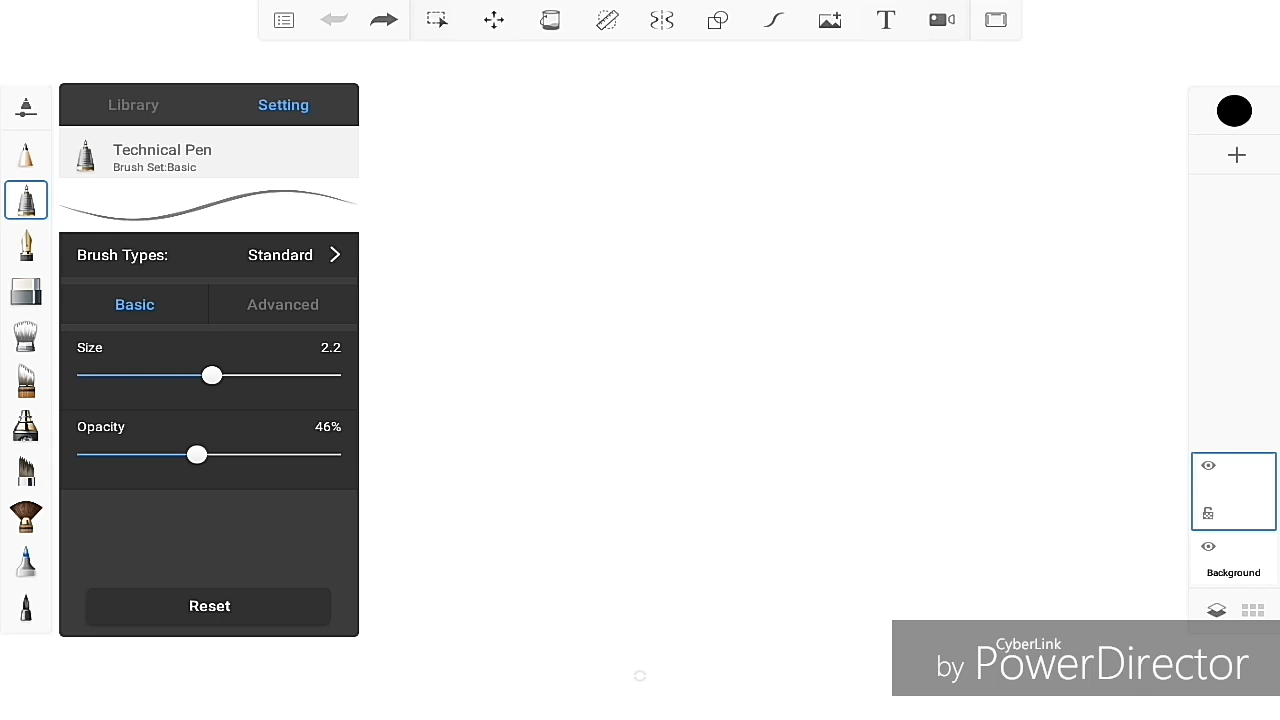 T
Library Setting
Technical Pen
Brush Set:Basic
Brush Types: Standard
Basic Advanced
Size 2.2
Opacity 46%
Reset
Background
CyberLink
by PowerDirector